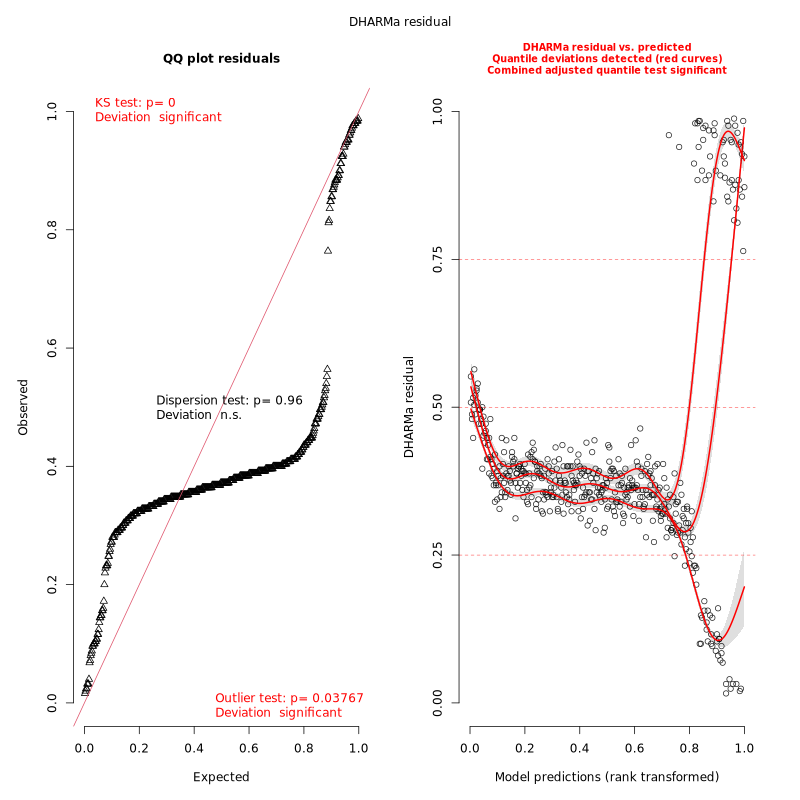 DHARMa residual
QQ plot residuals
KS test: p= 0
Deviation  significant
Dispersion test: p= 0.96
Deviation  n.s.
Outlier test: p= 0.03767
Deviation  significant
Observed
0.0
0.2
0.4
0.6
0.8
1.0
0.0 0.2 0.4 0.6 0.8 1.0
Expected
DHARMa residual vs. predicted
Quantile deviations detected (red curves)
Combined adjusted quantile test significant
DHARMa residual
0.00
0.25
0.50
0.75
1.00
0.0 0.2 0.4 0.6 0.8 1.0
Model predictions (rank transformed)